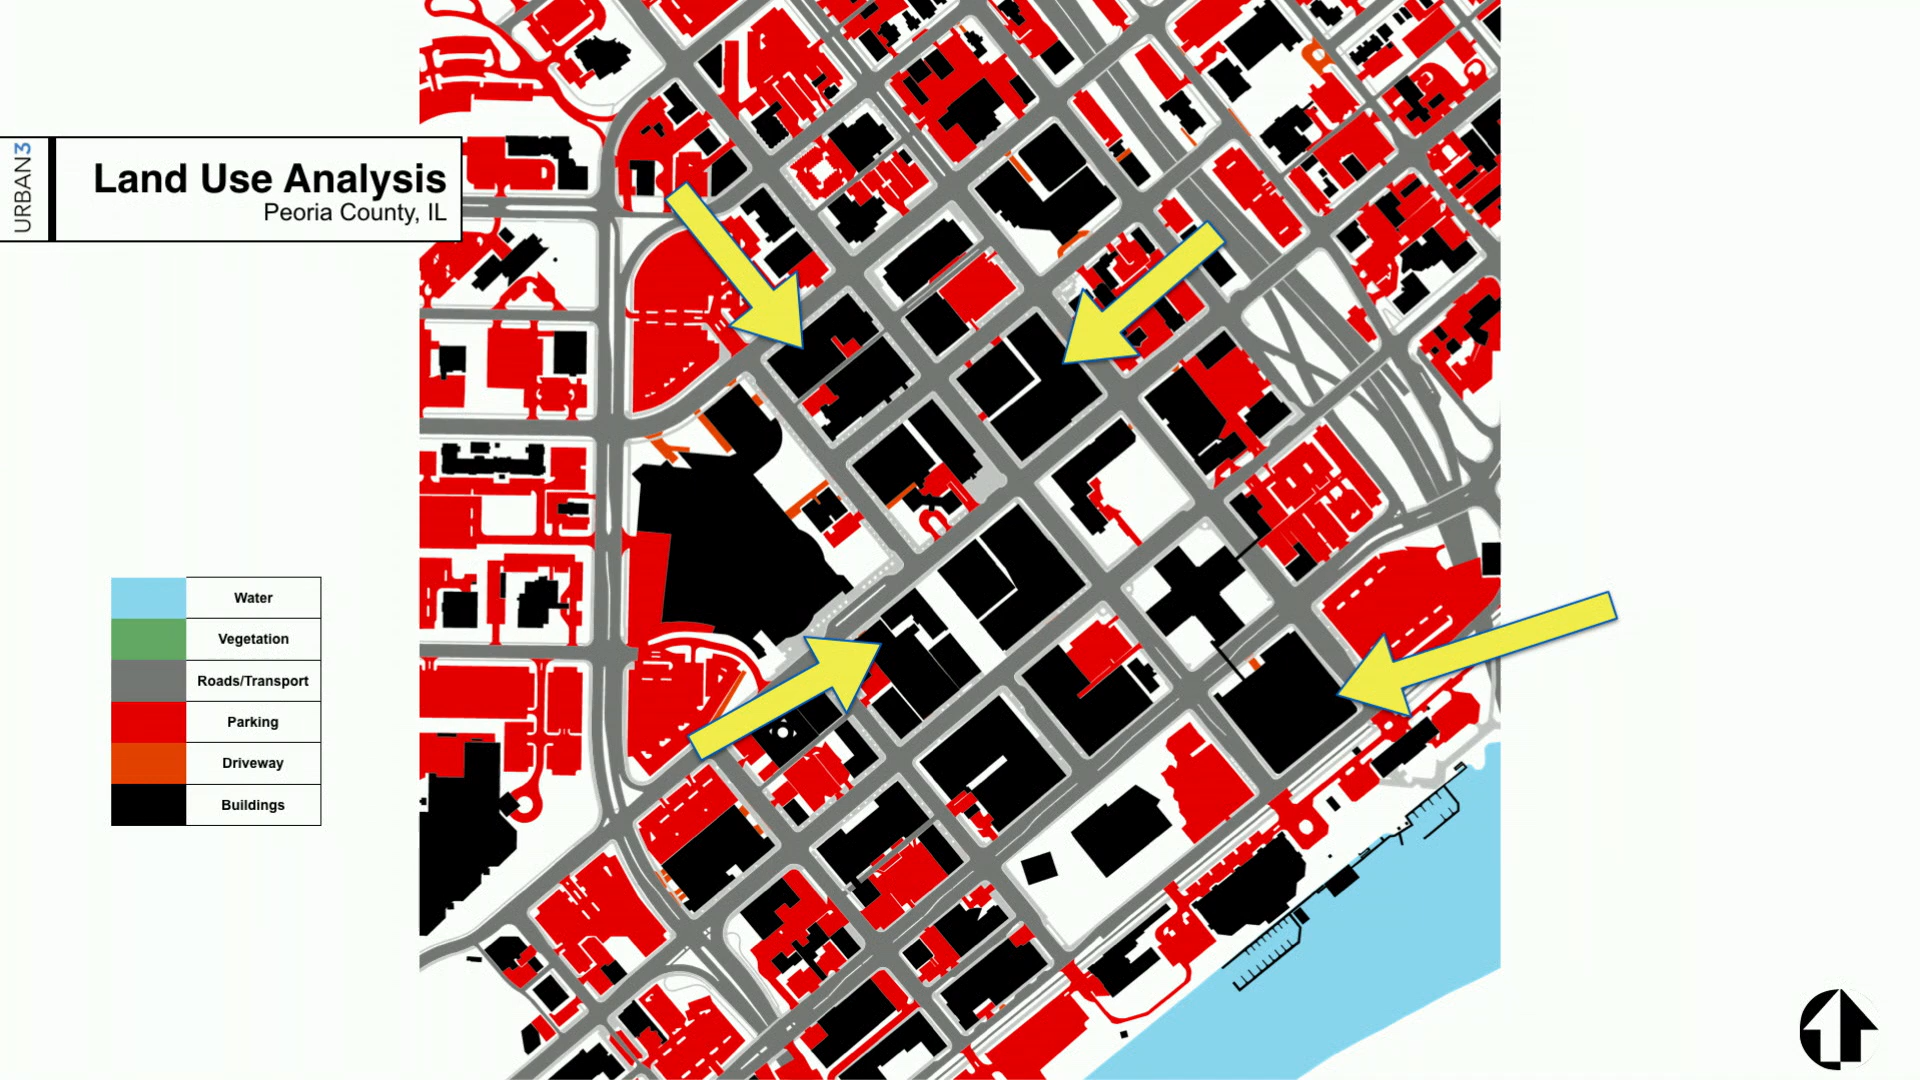 URBAN3
Land Use Analysis
Peoria County, IL
Water
Vegetation
Roads/Transport
Parking
Driveway
Buildings